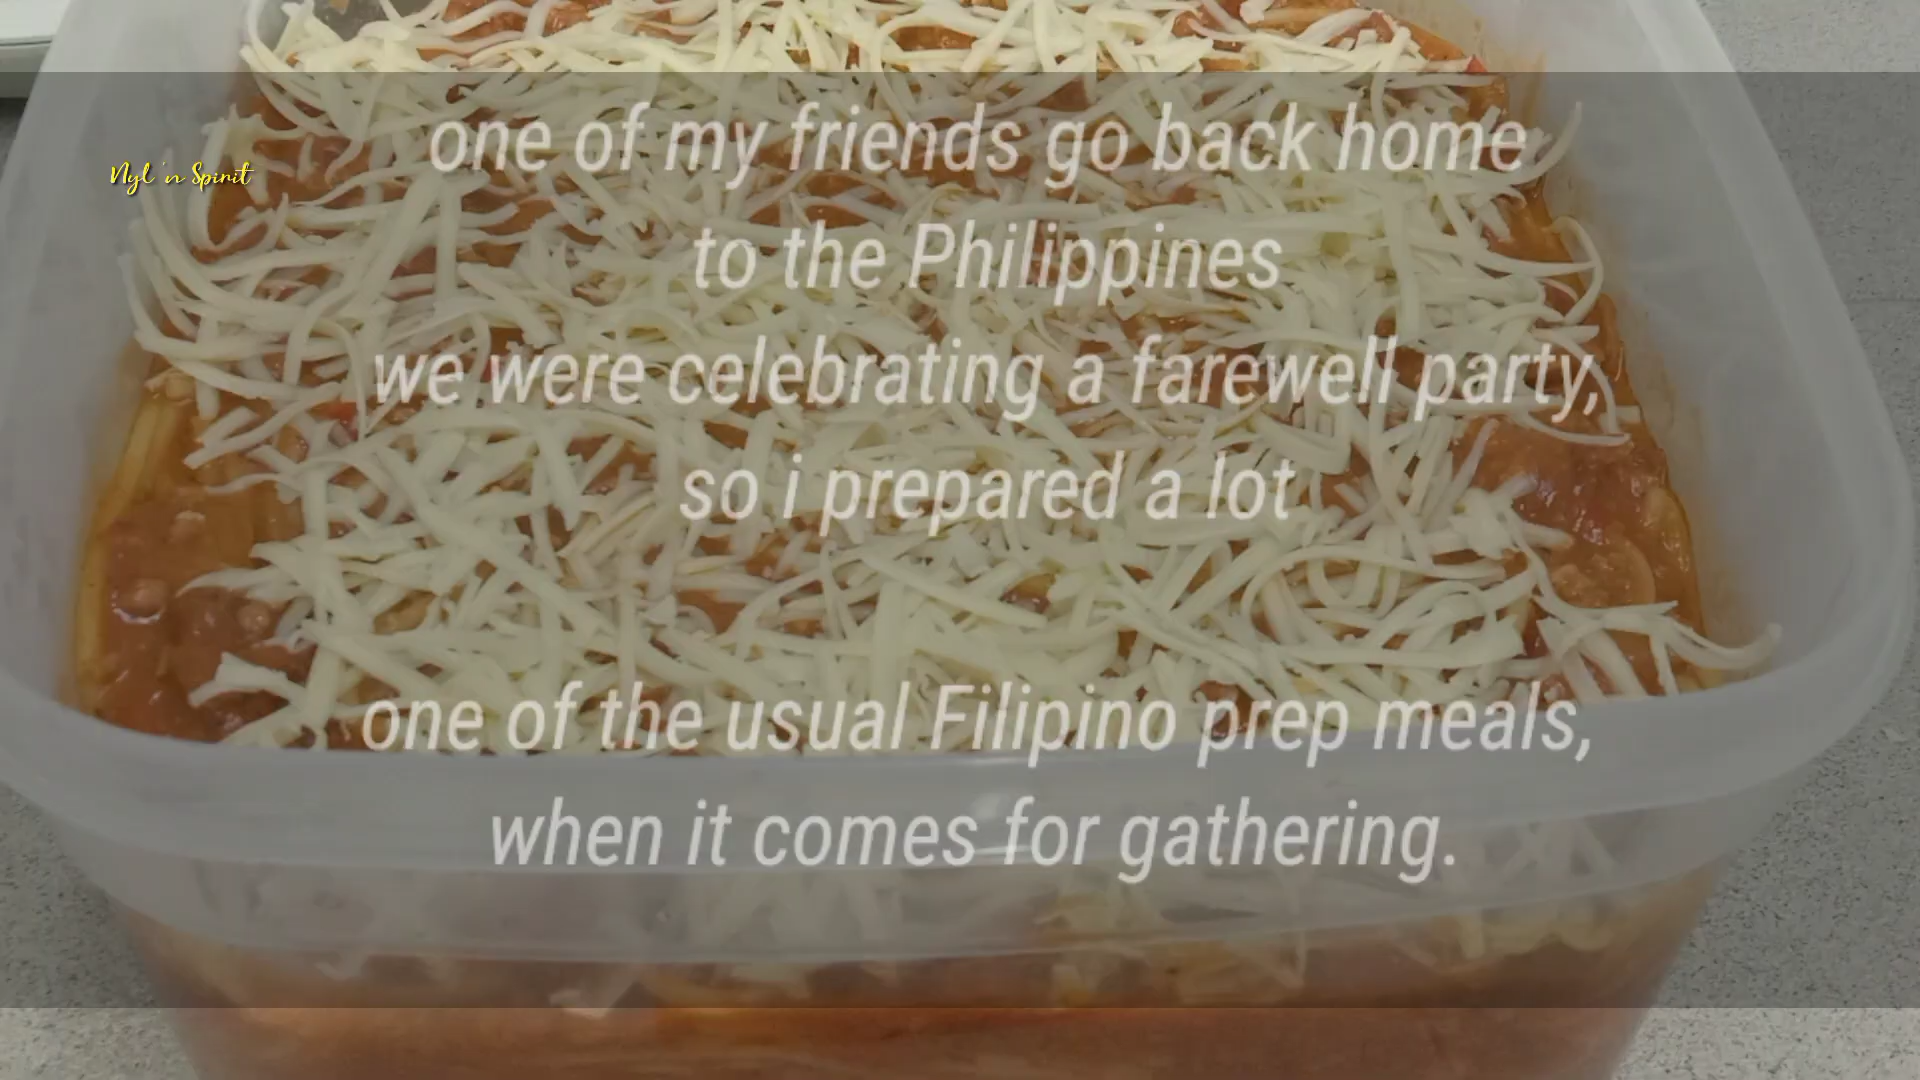 one of my friends go back home
Nyl 'n Spirit
to the Philippines
we were celebrating a farewell party,
so i prepared a lot
one of the usual Filipino prep meals,
when it comes for gathering.